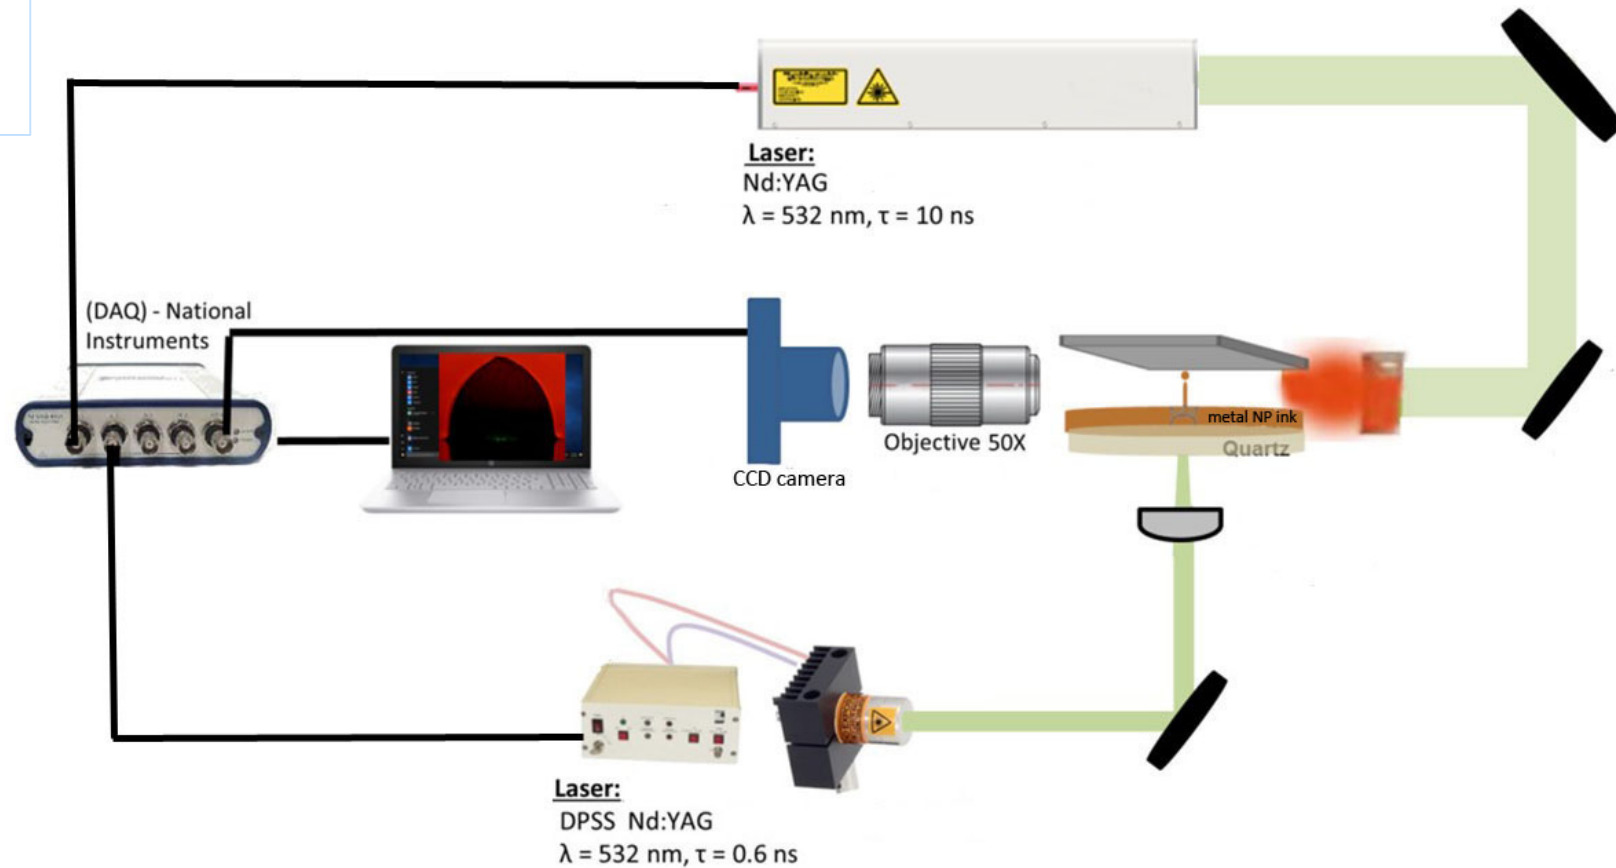 Laser:
Nd:YAG
λ = 532 nm, τ = 10 ns
(DAQ) - National
Instruments
metal NP ink
Quartz
Objective 50X
CCD camera
Laser:
DPSS Nd:YAG
λ = 532 nm, τ = 0.6 ns